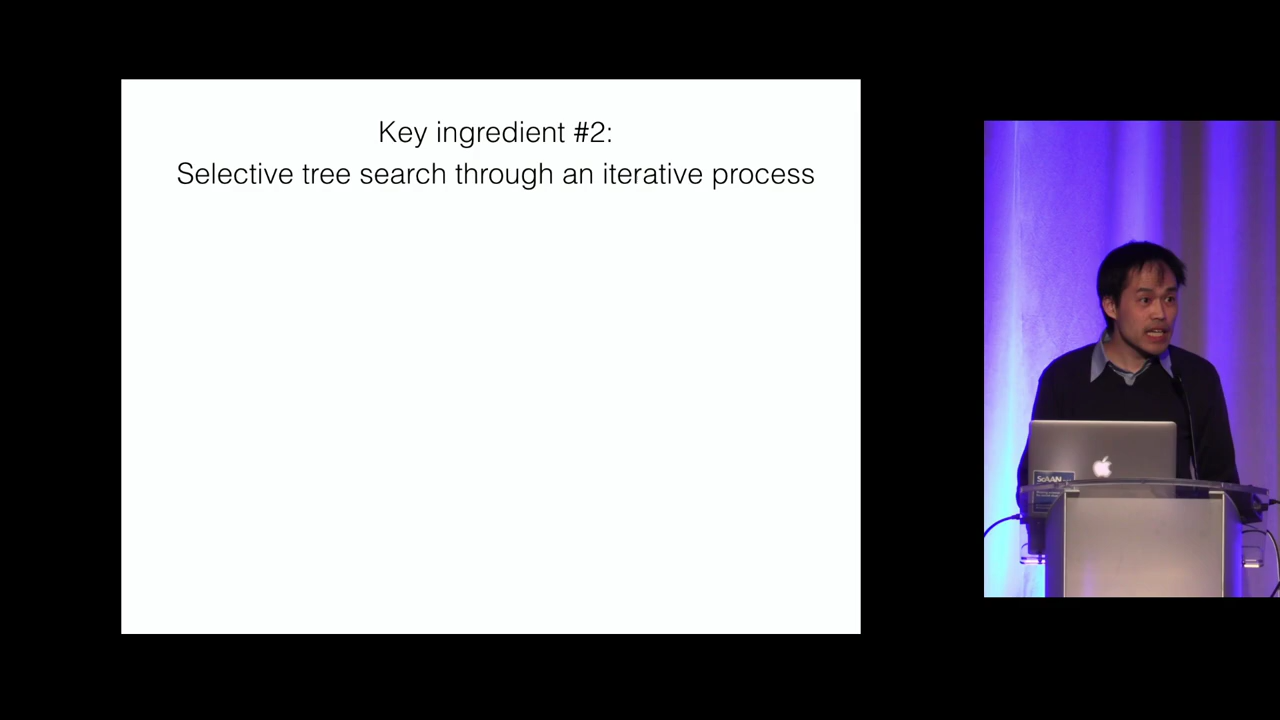 Key ingredient #2:
Selective tree search through an iterative process